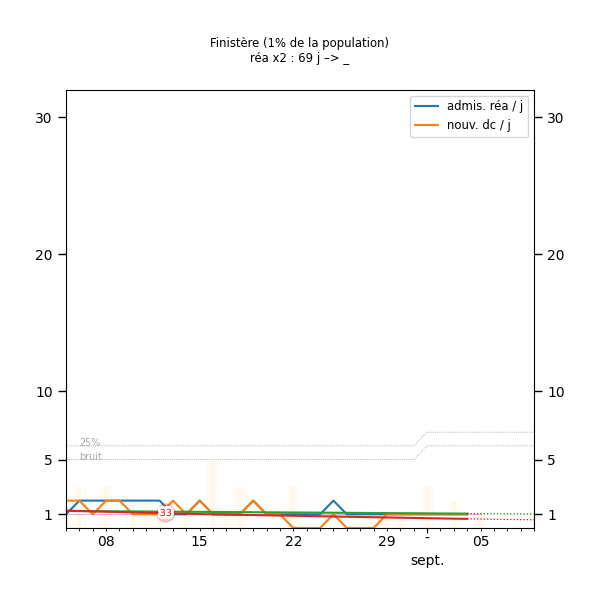 Finistère (1% de la population)
réa x2 : 69 j –> _
admis. réa / j
nouv. dc / j
30 30
20 20
10 10
25%
5 bruit 5
1 33 1
08 15 22 29 - 05
sept.